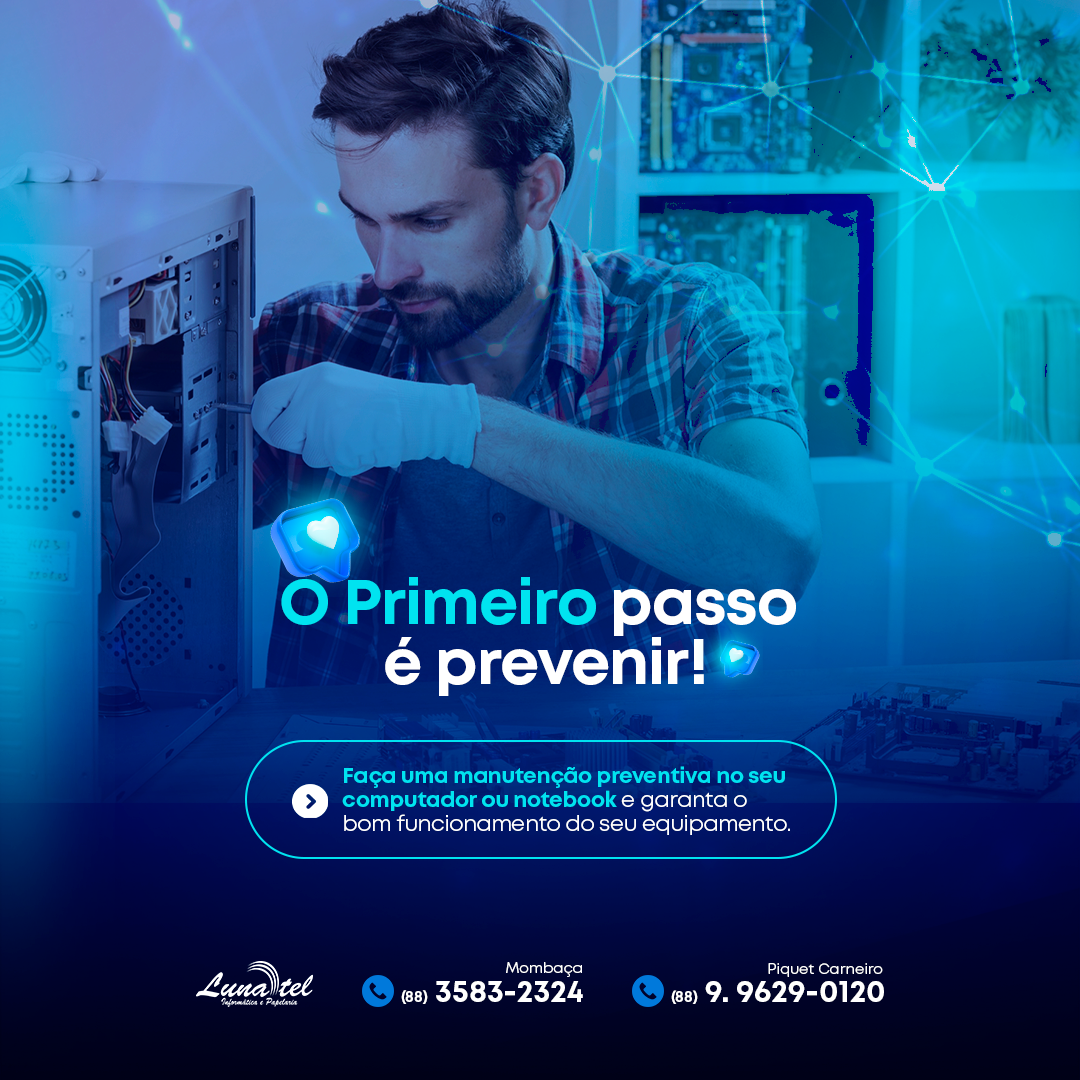 O Primeiro passo
é prevenir!
Faça uma manutenção preventiva no seu
computador ou notebook e garanta o
bom funcionamento do seu equipamento.
Lunatel
Informática e Papelaria
Mombaça
(88) 3583-2324
Piquet Carneiro
(88) 9. 9629-0120